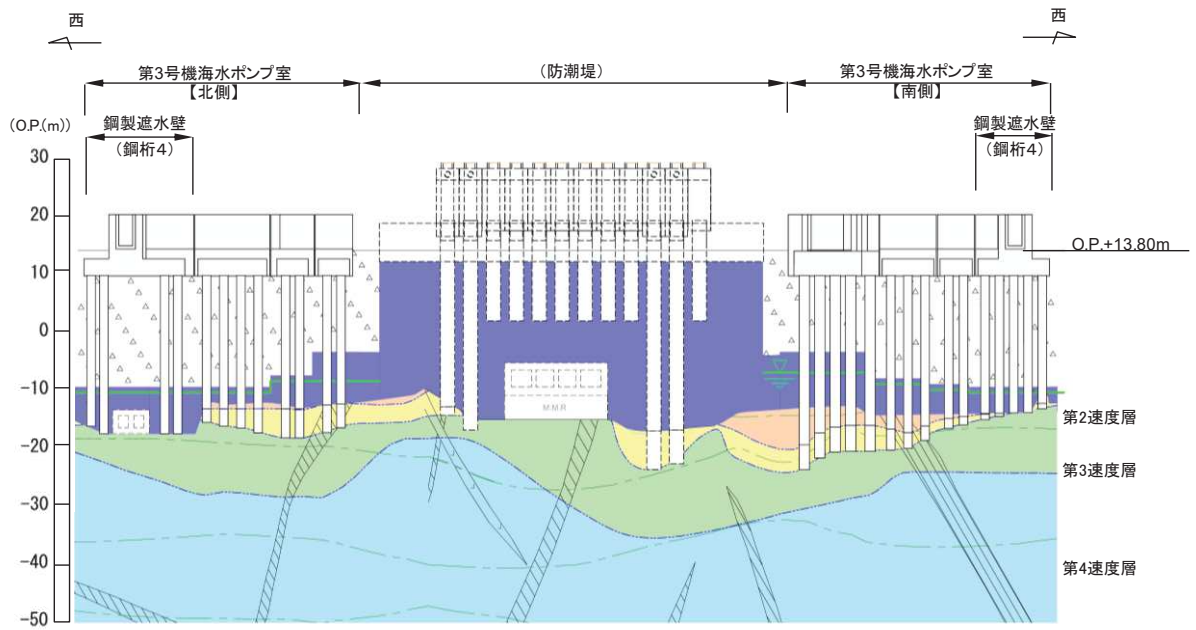 西
西
第3号機海水ポンプ室
【北側】
(防潮堤)
第3号機海水ポンプ室
【南側】
(O.P.(m))
鋼製遮水壁
(鋼桁4)
鋼製遮水壁
(鋼桁4)
30
20
O.P.+13.80m
10
0
-10
MMR
第2速度層
-20
第3速度層
-30
-40
第4速度層
-50